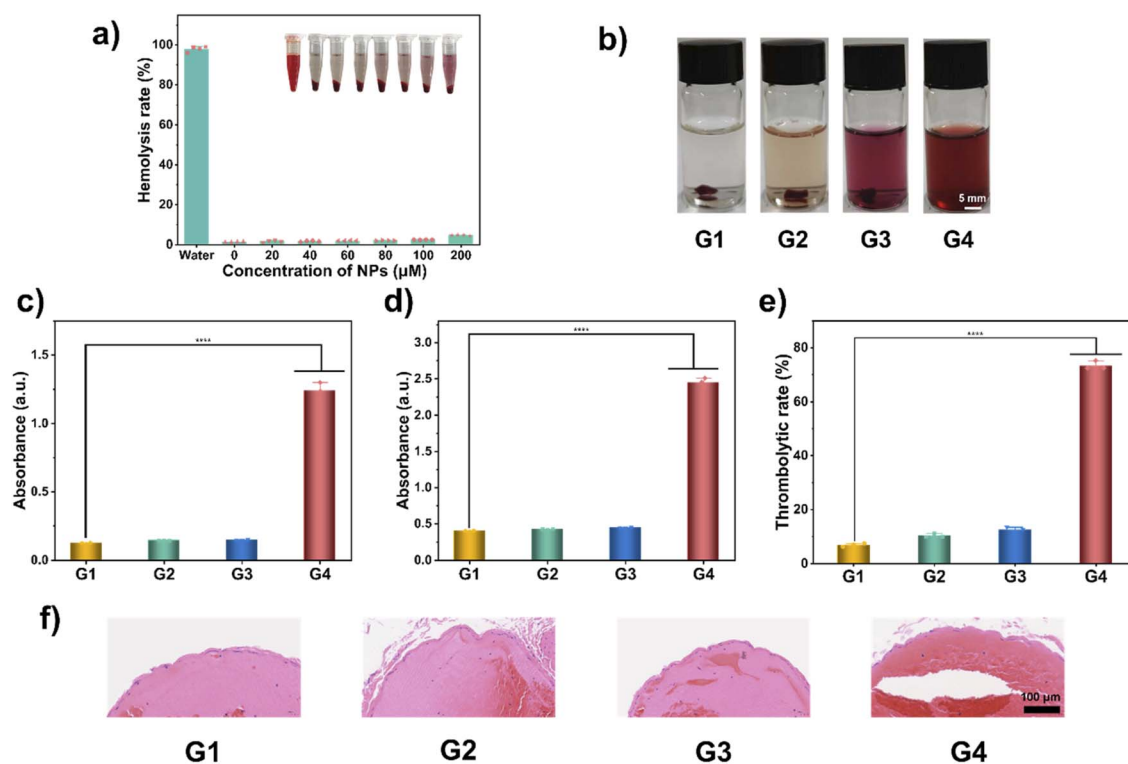 a)
Hemolysis rate (%)
100
80
60
40
20
0
Water 0 20 40 60 80 100 200
Concentration of NPs (μM)
b)
5 mm
G1 G2 G3 G4
c)
Absorbance (a.u.)
1.5
1.0
0.5
0.0
****
G1 G2 G3 G4
d)
Absorbance (a.u.)
3.0
2.5
2.0
1.5
1.0
0.5
0.0
****
G1 G2 G3 G4
e)
Thrombolytic rate (%)
80
60
40
20
0
****
G1 G2 G3 G4
f)
100 μm
G1 G2 G3 G4